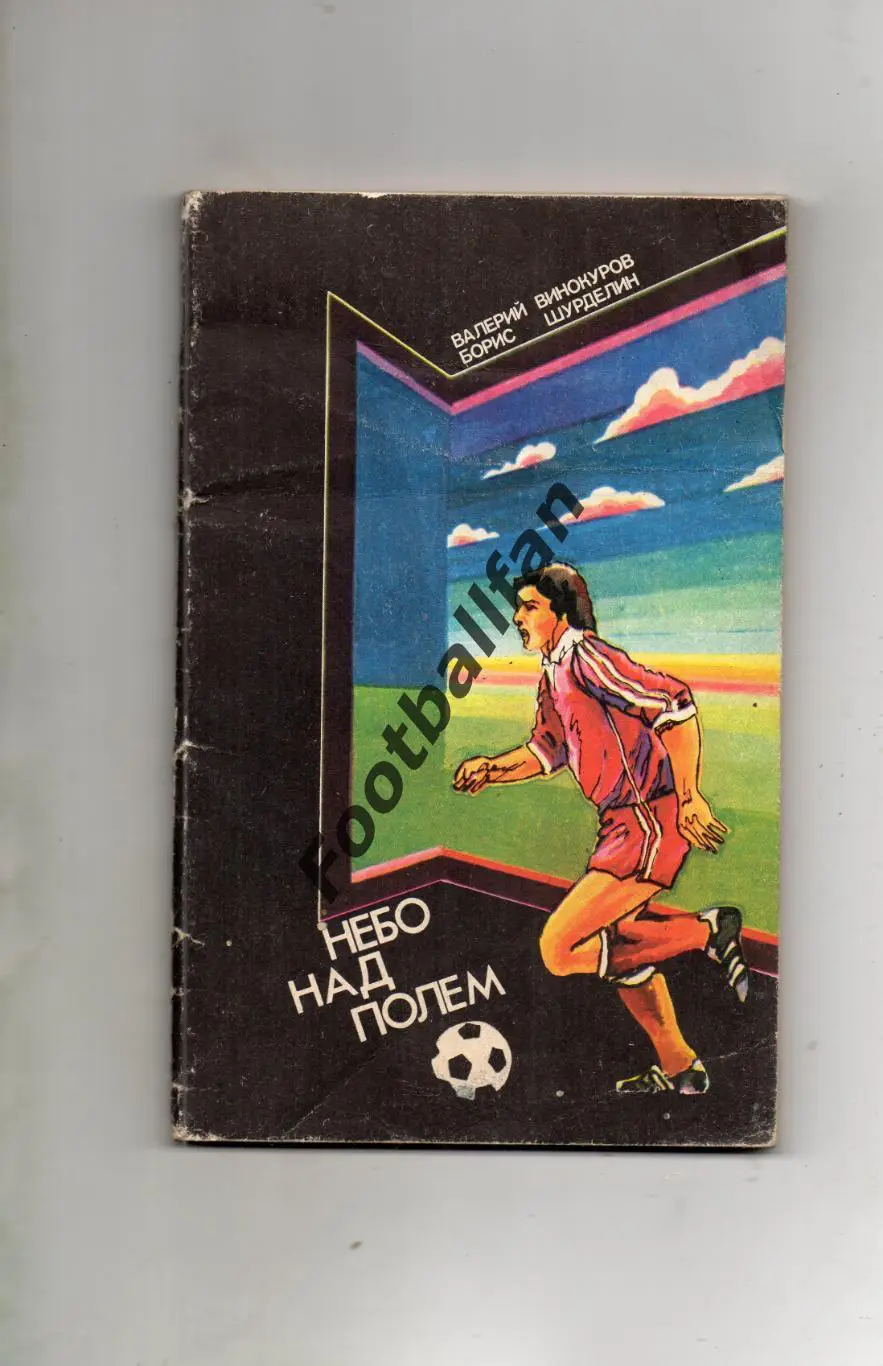 ВАЛЕРИЙ ВИНОКУРОВ
БОРИС ШУРДЕЛИН
Footballfan
НЕБО
НАД
ПОЛЕМ